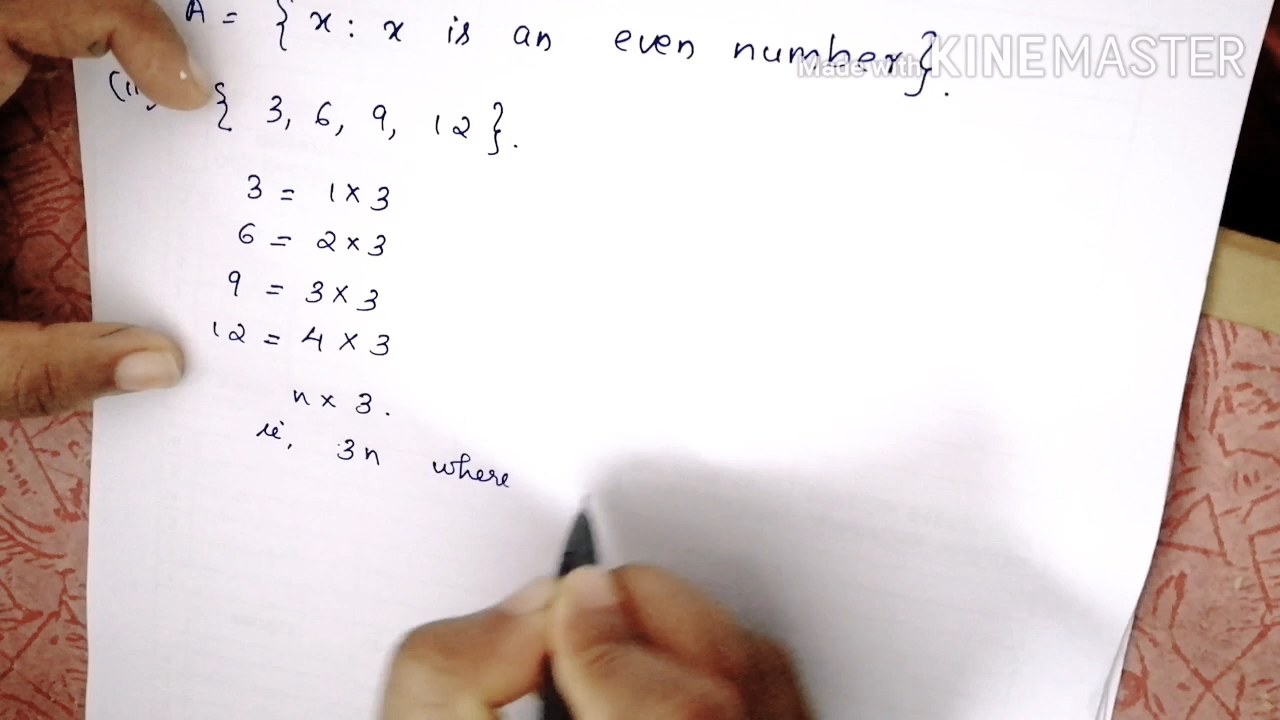 A = { x : x is an even number}.
Made with KINEMASTER
{ 3, 6, 9, 12 }.
3 = 1 × 3
6 = 2 × 3
9 = 3 × 3
12 = 4 × 3
n × 3.
ie, 3n where